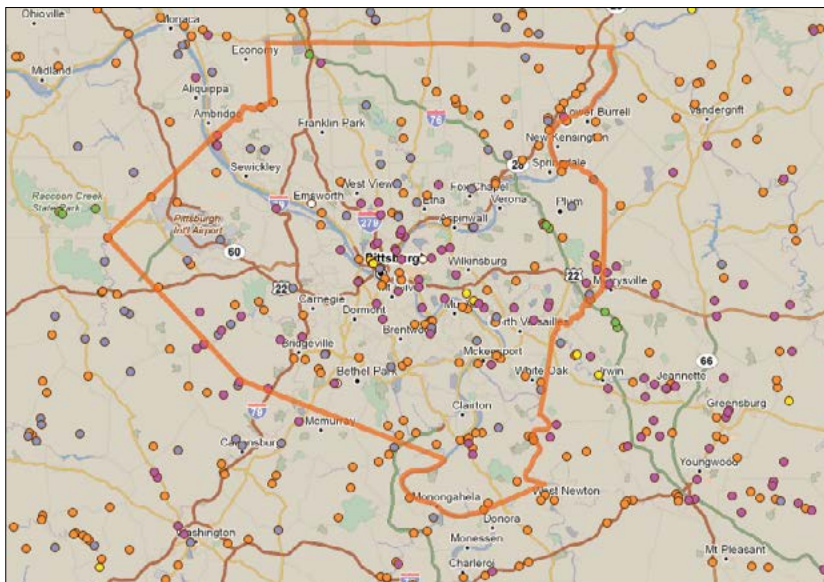 Ohioville
Monaca
Economy
Midland
Aliquippa
Ambridge
Franklin Park
76
Lower Burrell
Vandergrift
New Kensington
28
Springdale
Sewickley
West View
Fox Chapel
Emsworth
Etna
Verona
Plum
Raccoon Creek
State Park
Pittsburgh
Int'l Airport
279
Aspinwall
60
Pittsburgh
Wilkinsburg
22
22
Murrysville
Carnegie
Dormont
Brentwood
North Versailles
Bridgeville
Mckeesport
66
Bethel Park
White Oak
Irwin
Jeannette
79
Clairton
Greensburg
Mcmurray
Canonsburg
Youngwood
Monongahela
West Newton
Donora
Washington
Monessen
Mt Pleasant
Charleroi